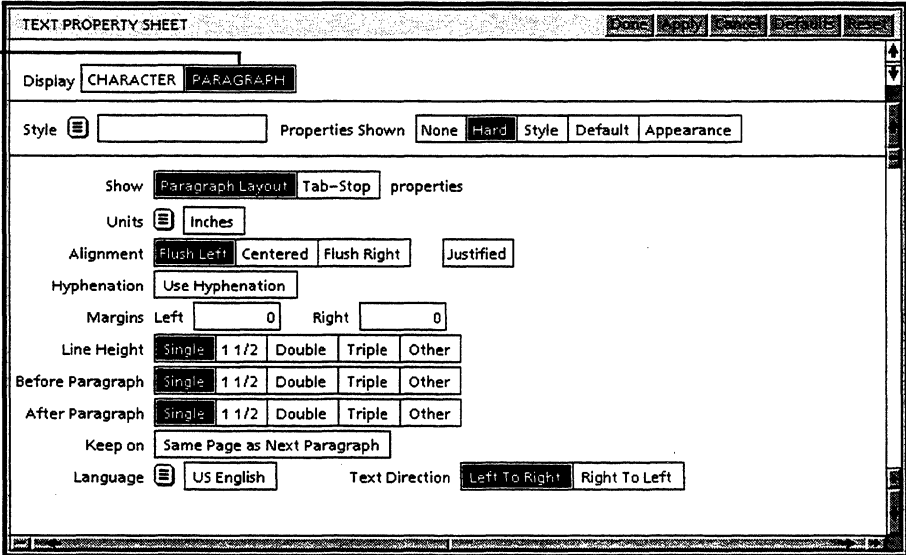 TEXT PROPERTY SHEET Done Apply Cancel Defaults Reset
Display CHARACTER PARAGRAPH
Style Properties Shown None Hard Style Default Appearance
Show Paragraph Layout Tab-Stop properties
Units Inches
Alignment Flush Left Centered Flush Right Justified
Hyphenation Use Hyphenation
Margins Left 0 Right 0
Line Height Single 1 1/2 Double Triple Other
Before Paragraph Single 1 1/2 Double Triple Other
After Paragraph Single 1 1/2 Double Triple Other
Keep on Same Page as Next Paragraph
Language US English Text Direction Left To Right Right To Left